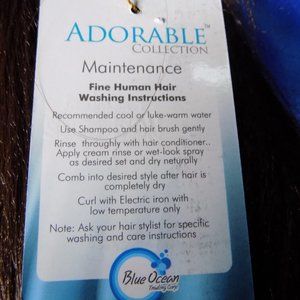 ADORABLE™
COLLECTION
Maintenance
Fine Human Hair
Washing Instructions
Recommended cool or luke-warm water
Use Shampoo and hair brush gently
Rinse throughly with hair conditioner..
Apply cream rinse or wet-look spray
as desired set and dry naturally
Comb into desired style after hair is
completely dry
Curl with Electric iron with
low temperature only
Note: Ask your hair stylist for specific
washing and care instructions
Blue Ocean
Trading Corp.